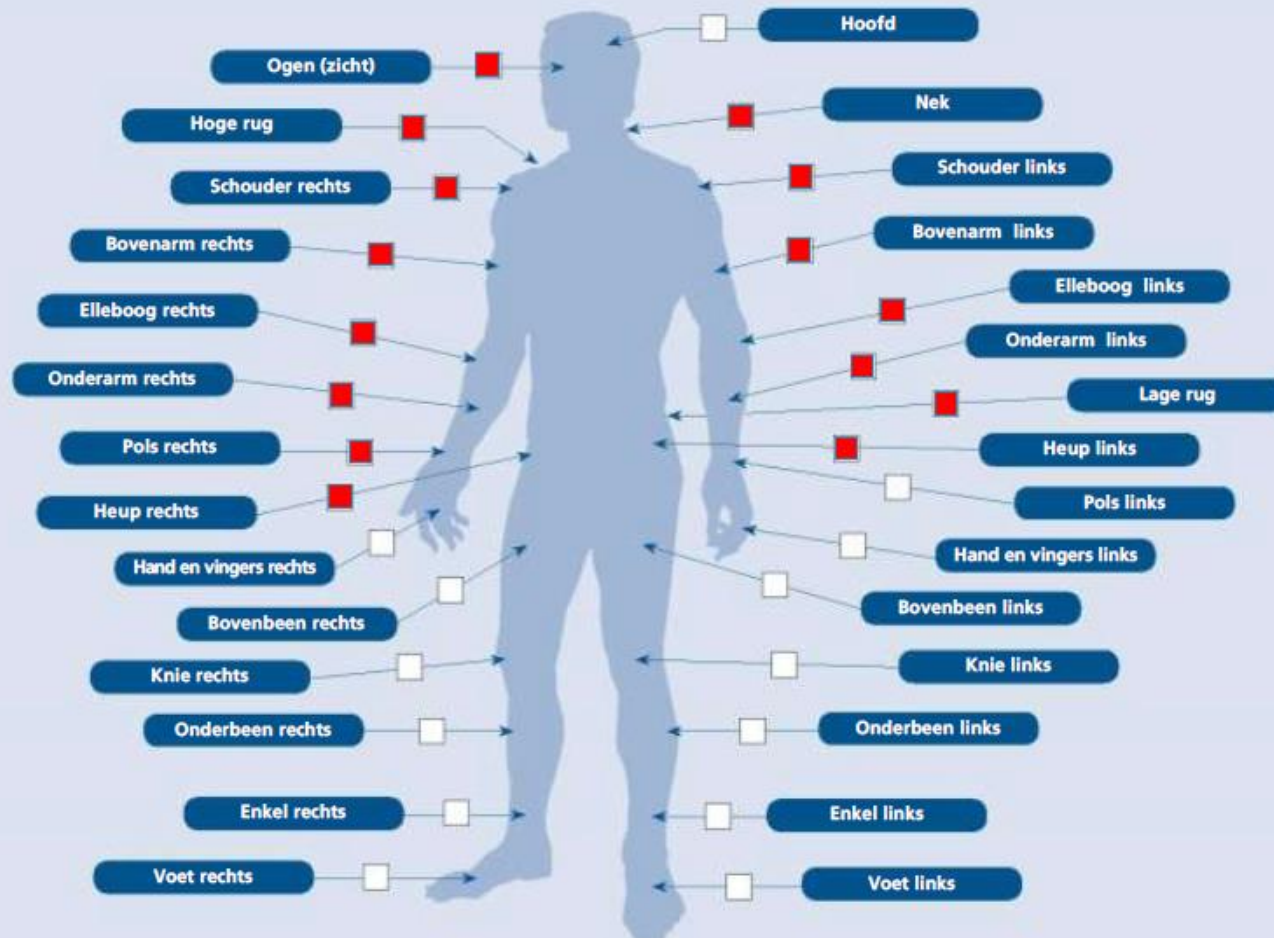 Hoofd
Ogen (zicht)
Nek
Hoge rug
Schouder links
Schouder rechts
Bovenarm links
Bovenarm rechts
Elleboog links
Elleboog rechts
Onderarm links
Onderarm rechts
Lage rug
Pols rechts
Heup links
Pols links
Heup rechts
Hand en vingers links
Hand en vingers rechts
Bovenbeen links
Bovenbeen rechts
Knie links
Knie rechts
Onderbeen links
Onderbeen rechts
Enkel rechts
Enkel links
Voet rechts
Voet links